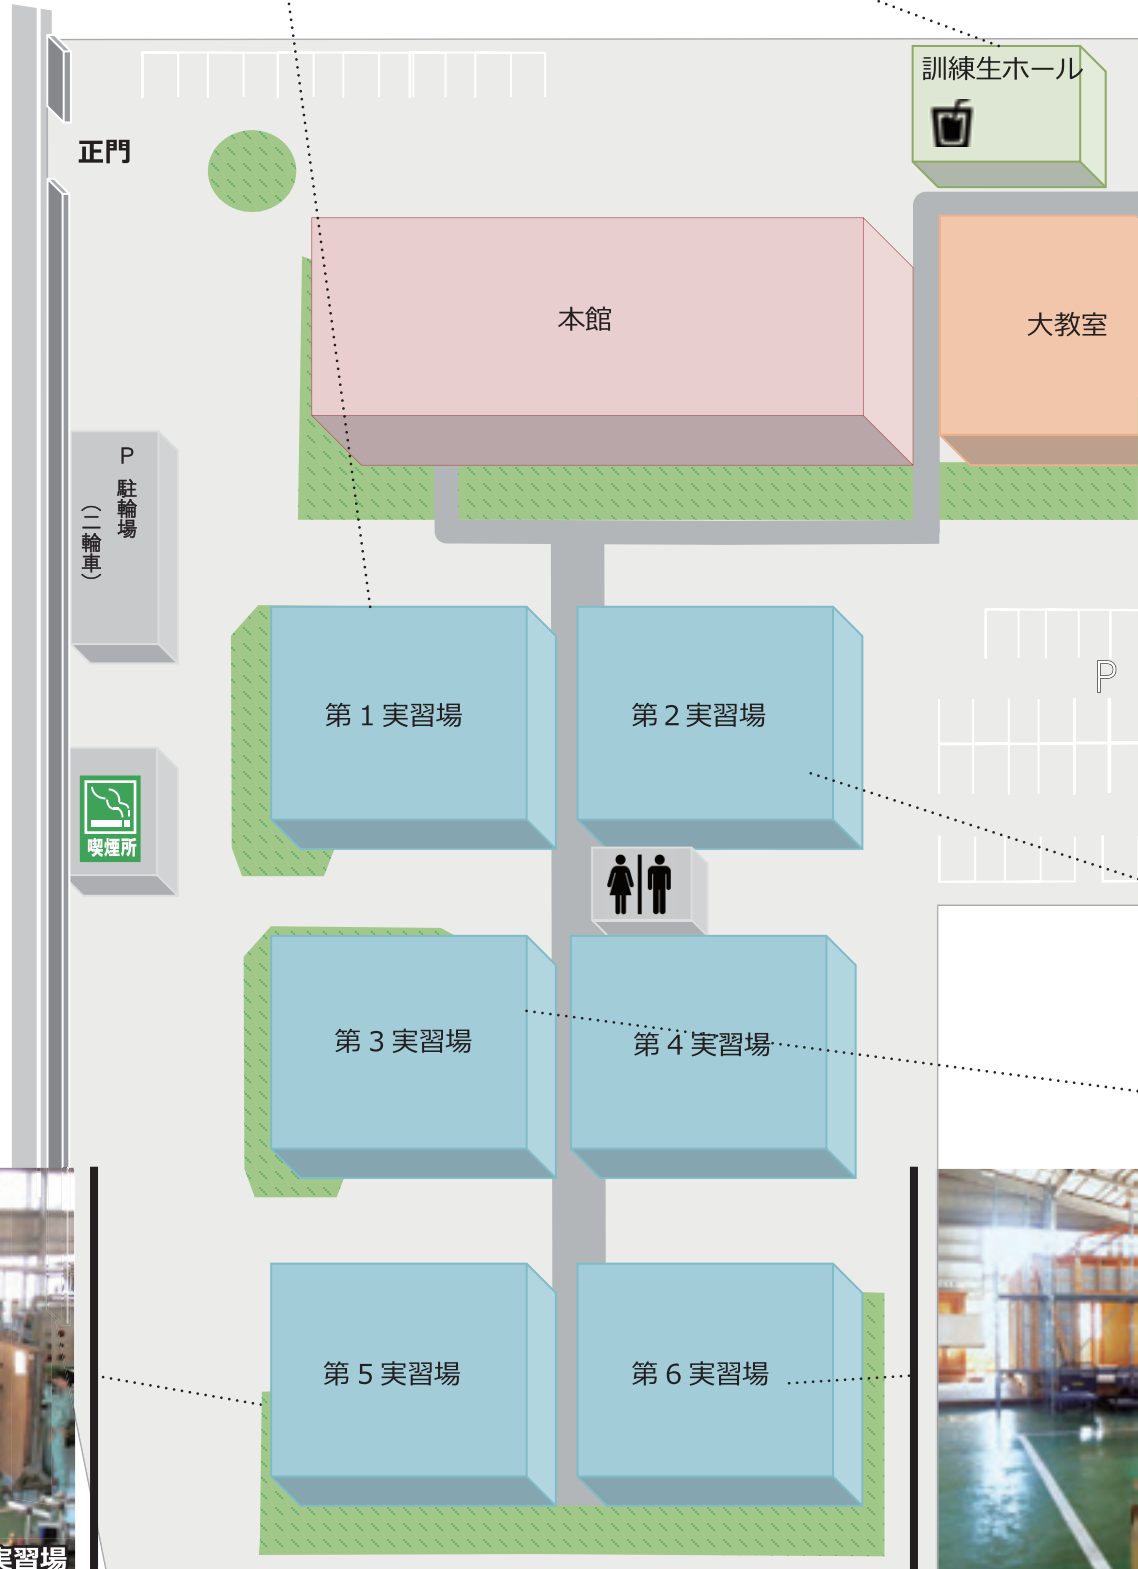 訓練生ホール
正門
本館
大教室
P 駐輪場
（二輪車）
第1実習場
第2実習場
P
喫煙所
第3実習場
第4実習場
第5実習場
第6実習場
実習場